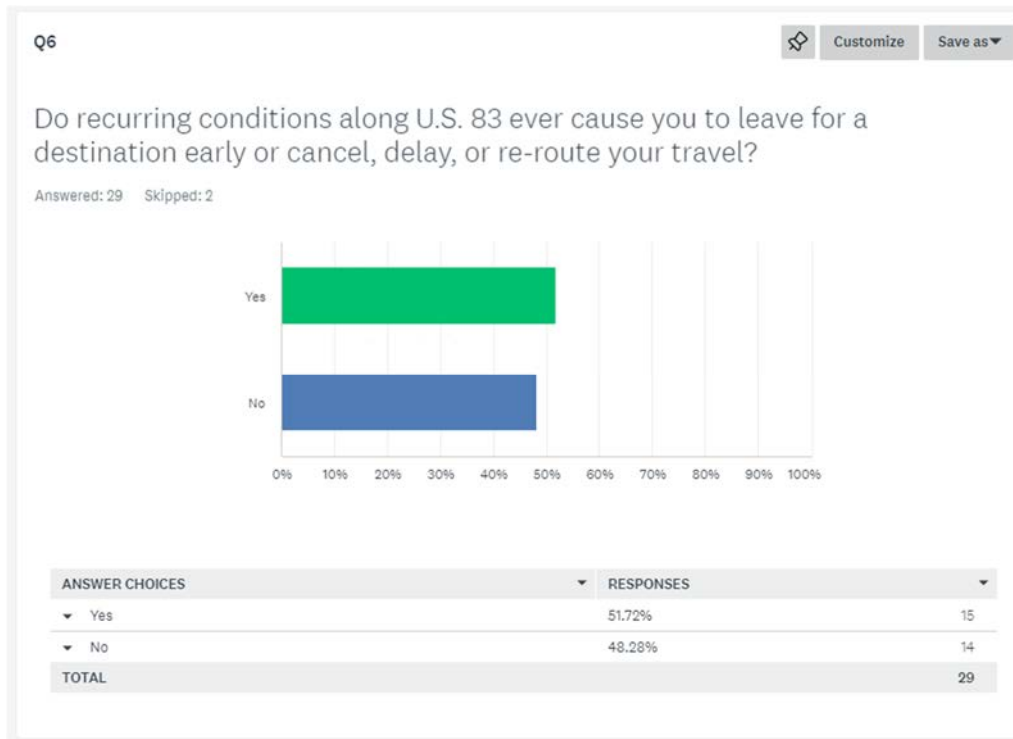 Q6
Customize
Save as
Do recurring conditions along U.S. 83 ever cause you to leave for a
destination early or cancel, delay, or re-route your travel?
Answered: 29 Skipped: 2
Yes
No
0% 10% 20% 30% 40% 50% 60% 70% 80% 90% 100%
ANSWER CHOICES RESPONSES
Yes 51.72% 15
No 48.28% 14
TOTAL 29